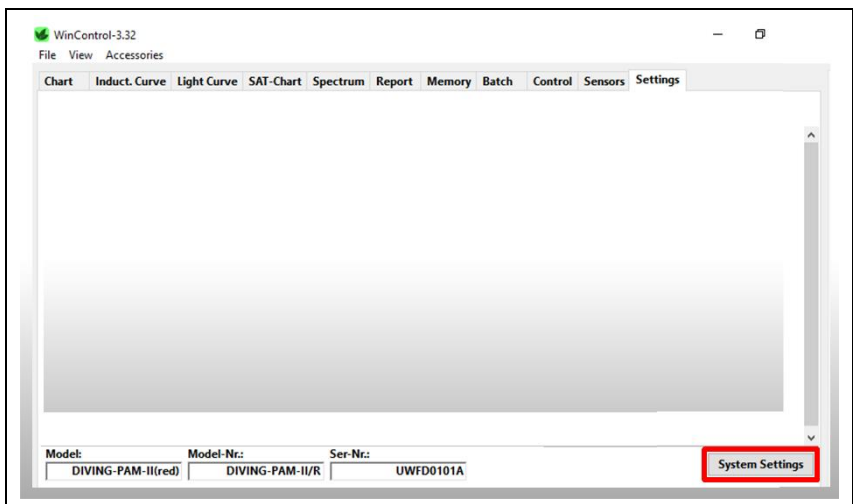 WinControl-3.32
File View Accessories
Chart Induct. Curve Light Curve SAT-Chart Spectrum Report Memory Batch Control Sensors Settings
Model: Model-Nr.: Ser-Nr.:
DIVING-PAM-II(red) DIVING-PAM-II/R UWFD0101A
System Settings